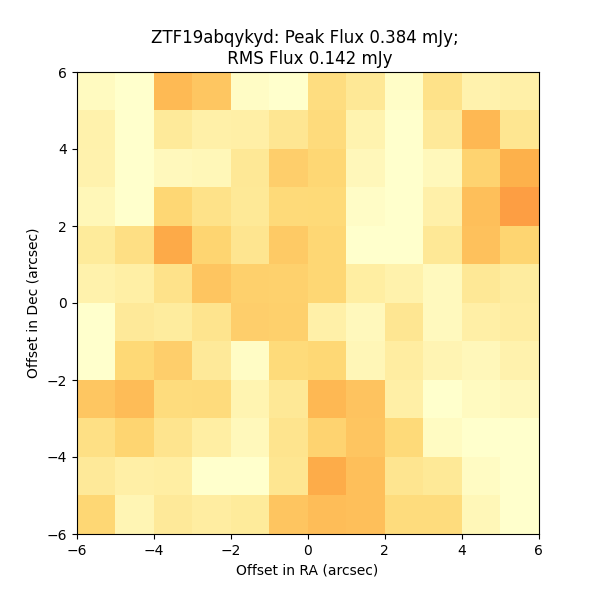 ZTF19abqykyd: Peak Flux 0.384 mJy;
RMS Flux 0.142 mJy
6
4
2
0
−2
−4
−6
Offset in Dec (arcsec)
−6 −4 −2 0 2 4 6
Offset in RA (arcsec)